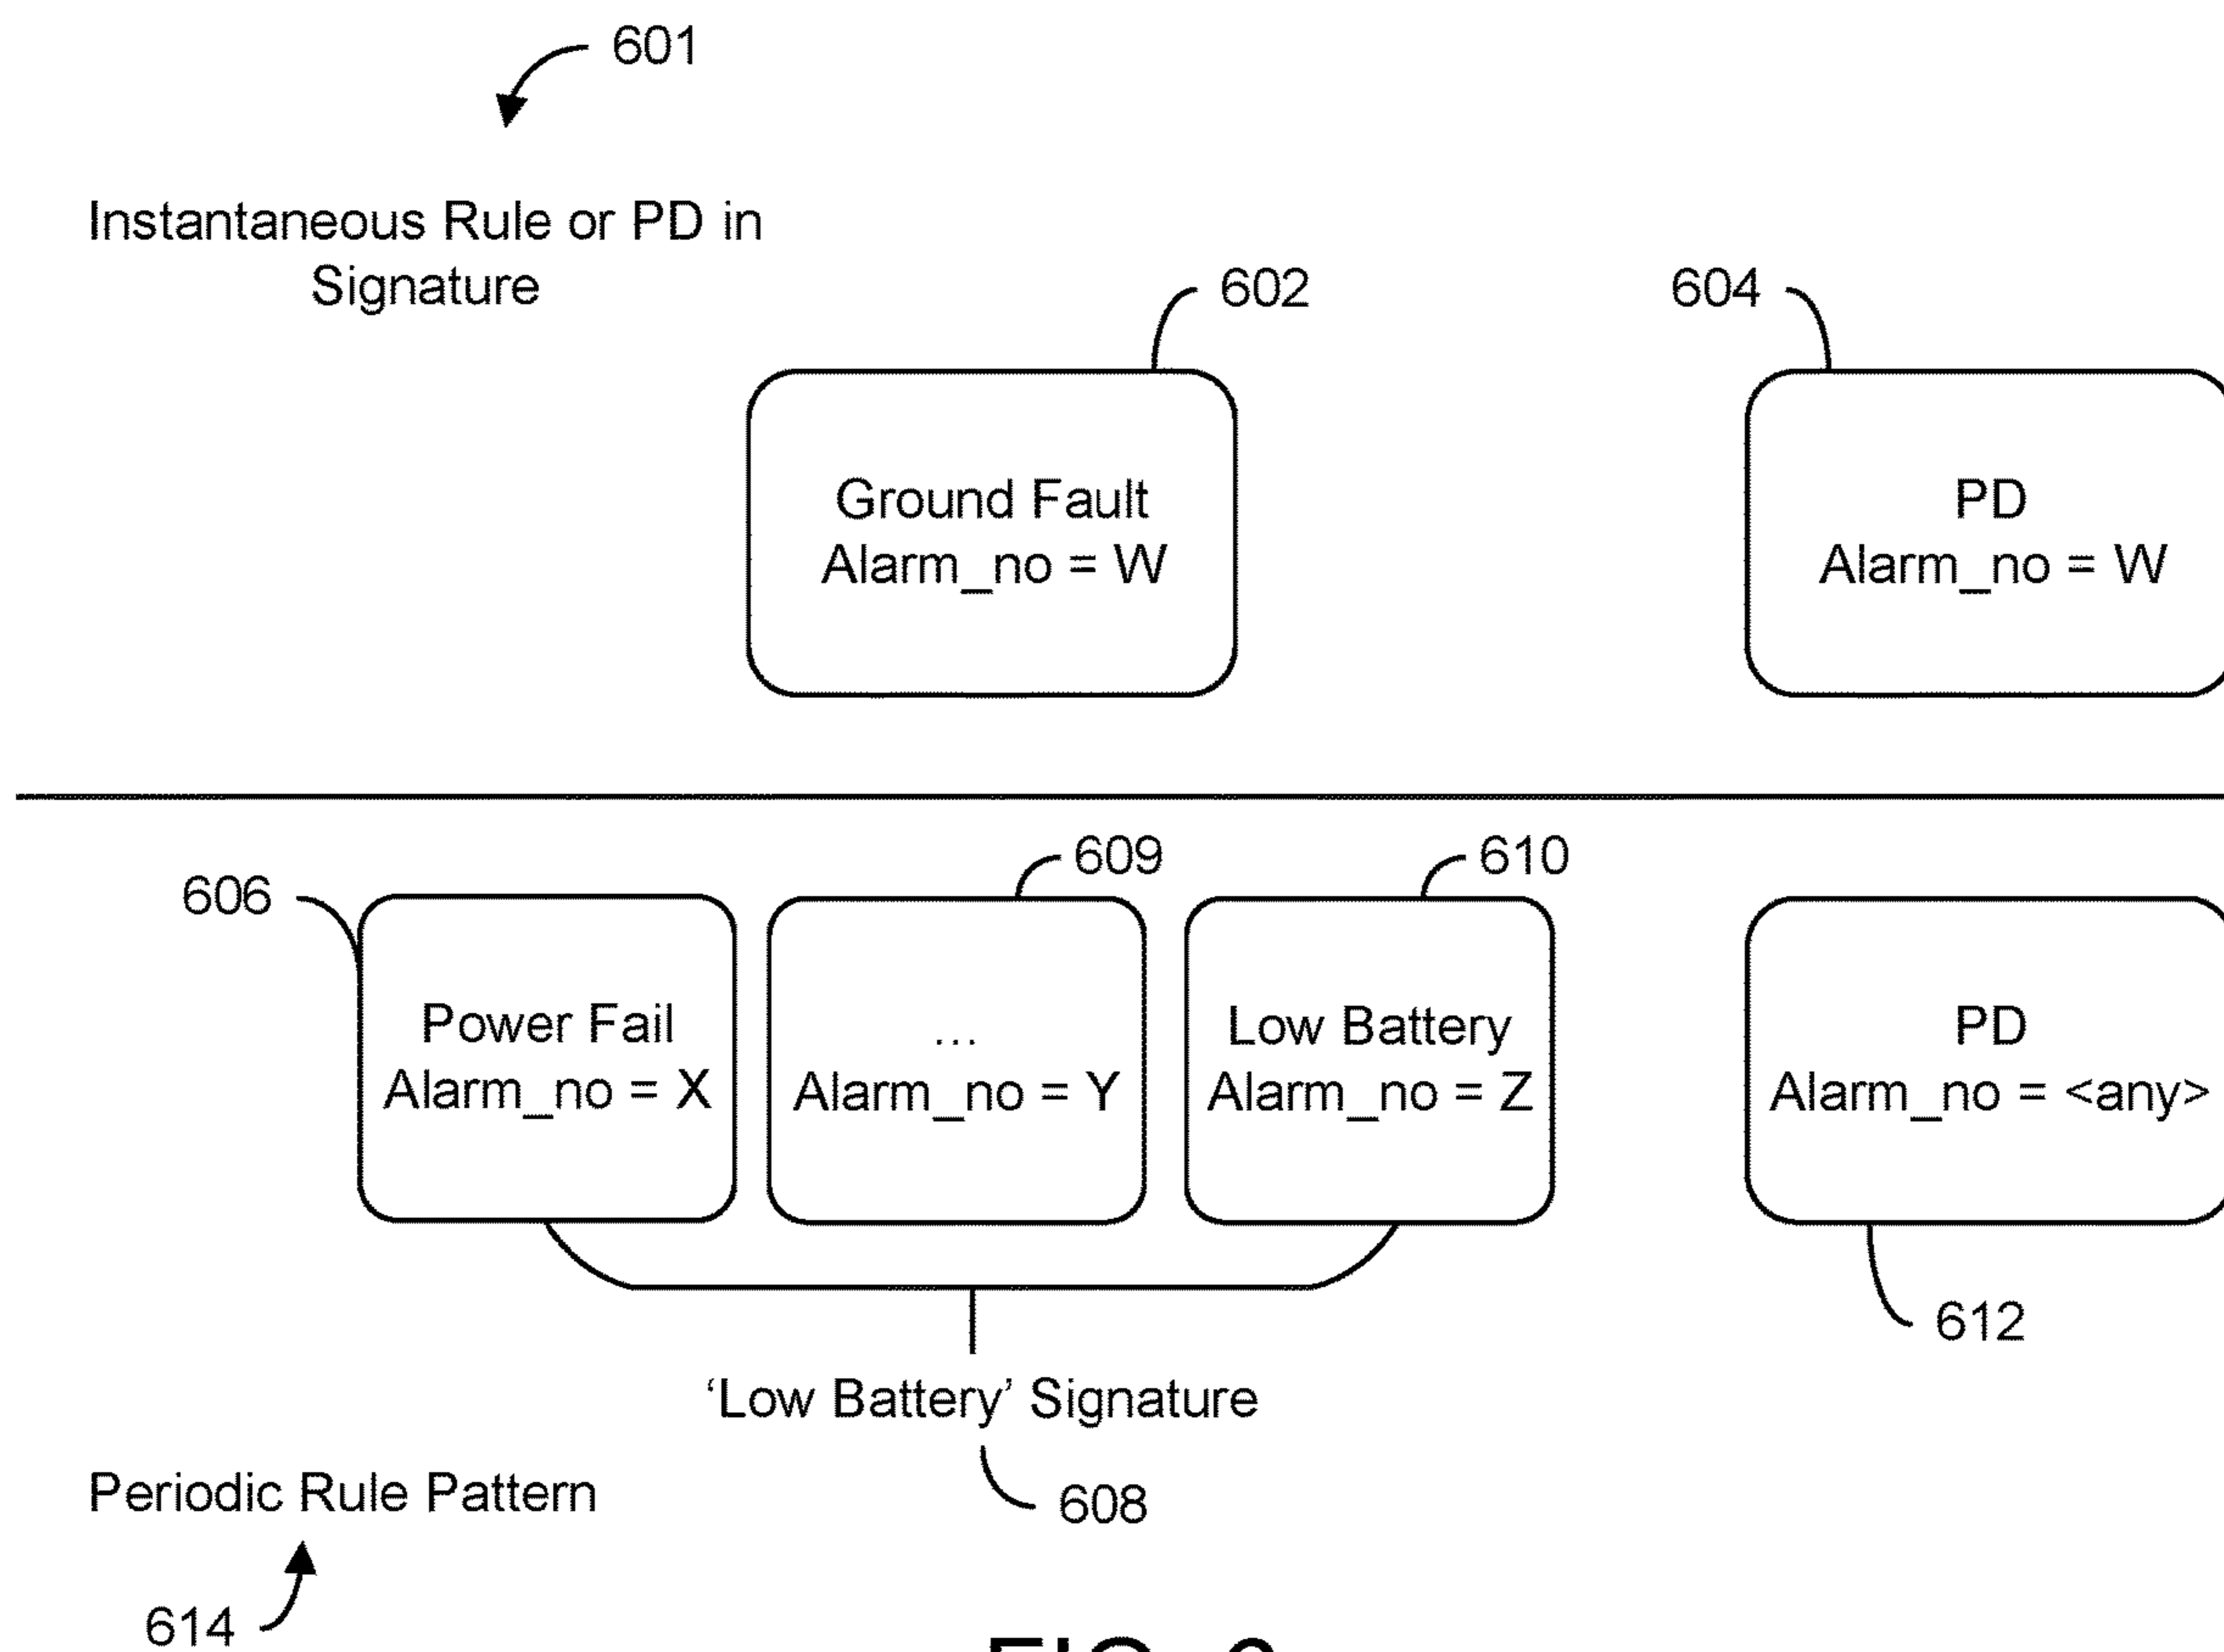 601
Instantaneous Rule or PD in
Signature
602
604
Ground Fault
Alarm_no = W
PD
Alarm_no = W
606
609
610
Power Fail
Alarm_no = X
...
Alarm_no = Y
Low Battery
Alarm_no = Z
PD
Alarm_no = <any>
612
‘Low Battery’ Signature
608
Periodic Rule Pattern
614